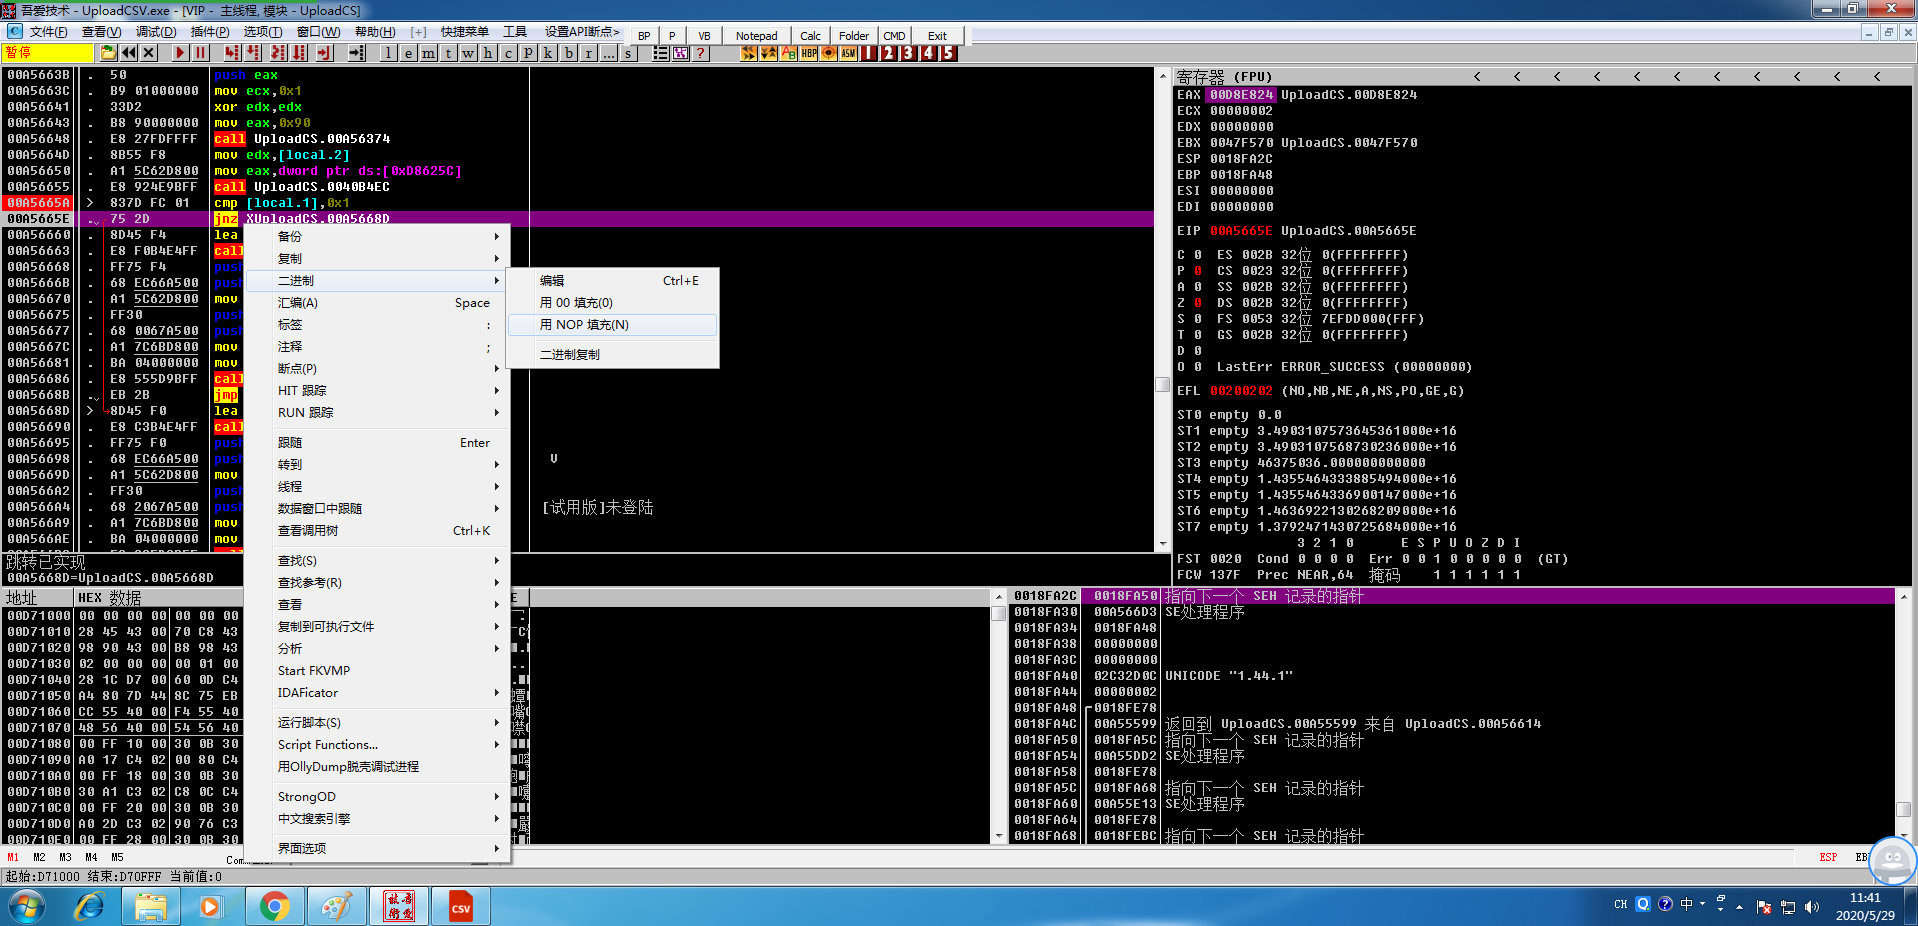 吾爱技术 - UploadCSV.exe - [VIP - 主线程, 模块 - UploadCS]
文件(F) 查看(V) 调试(D) 插件(P) 选项(T) 窗口(W) 帮助(H) [+] 快捷菜单 工具 设置API断点> BP P VB Notepad Calc Folder CMD Exit
暂停 l e m t w h c p k b r ... s ? HBP ASM 1 2 3 4 5
00A5663B . 50 push eax
00A5663C . B9 01000000 mov ecx,0x1
00A56641 . 33D2 xor edx,edx
00A56643 . B8 90000000 mov eax,0x90
00A56648 . E8 27FDFFFF call UploadCS.00A56374
00A5664D . 8B55 F8 mov edx,[local.2]
00A56650 . A1 5C62D800 mov eax,dword ptr ds:[0xD8625C]
00A56655 . E8 924E9BFF call UploadCS.0040B4EC
00A5665A > 837D FC 01 cmp [local.1],0x1
00A5665E . 75 2D jnz XUploadCS.00A5668D
00A56660 . 8D45 F4 lea
00A56663 . E8 F0B4E4FF call
00A56668 . FF75 F4 push
00A5666B . 68 EC66A500 push
00A56670 . A1 5C62D800 mov
00A56675 . FF30 push
00A56677 . 68 0067A500 push
00A5667C . A1 7C6BD800 mov
00A56681 . BA 04000000 mov
00A56686 . E8 555D9BFF call
00A5668B . EB 2B jmp
00A5668D > 8D45 F0 lea
00A56690 . E8 C3B4E4FF call
00A56695 . FF75 F0 push
00A56698 . 68 EC66A500 push
00A5669D . A1 5C62D800 mov
00A566A2 . FF30 push
00A566A4 . 68 2067A500 push
00A566A9 . A1 7C6BD800 mov
00A566AE . BA 04000000 mov
V
[试用版]未登陆
跳转已实现
00A5668D=UploadCS.00A5668D
备份
复制
二进制
汇编(A) Space
标签 :
注释 ;
断点(P)
HIT 跟踪
RUN 跟踪
跟随 Enter
转到
线程
数据窗口中跟随
查看调用树 Ctrl+K
查找(S)
查找参考(R)
查看
复制到可执行文件
分析
Start FKVMP
IDAFicator
运行脚本(S)
Script Functions...
用OllyDump脱壳调试进程
StrongOD
中文搜索引擎
界面选项
编辑 Ctrl+E
用 00 填充(0)
用 NOP 填充(N)
二进制复制
寄存器 (FPU) < < < < < < < < < < <
EAX 00D8E824 UploadCS.00D8E824
ECX 00000002
EDX 00000000
EBX 0047F570 UploadCS.0047F570
ESP 0018FA2C
EBP 0018FA48
ESI 00000000
EDI 00000000
EIP 00A5665E UploadCS.00A5665E
C 0 ES 002B 32位 0(FFFFFFFF)
P 0 CS 0023 32位 0(FFFFFFFF)
A 0 SS 002B 32位 0(FFFFFFFF)
Z 0 DS 002B 32位 0(FFFFFFFF)
S 0 FS 0053 32位 7EFDD000(FFF)
T 0 GS 002B 32位 0(FFFFFFFF)
D 0
O 0 LastErr ERROR_SUCCESS (00000000)
EFL 00200202 (NO,NB,NE,A,NS,PO,GE,G)
ST0 empty 0.0
ST1 empty 3.4903107573645361000e+16
ST2 empty 3.4903107568730236000e+16
ST3 empty 46375036.000000000000
ST4 empty 1.4355464333885494000e+16
ST5 empty 1.4355464336900147000e+16
ST6 empty 1.4636922130268209000e+16
ST7 empty 1.3792471430725684000e+16
3 2 1 0 E S P U O Z D I
FST 0020 Cond 0 0 0 0 Err 0 0 1 0 0 0 0 0 (GT)
FCW 137F Prec NEAR,64 掩码 1 1 1 1 1 1
地址 HEX 数据
00D71000 00 00 00 00 00 00 00
00D71010 28 45 43 00 70 C8 43
00D71020 98 90 43 00 B8 98 43
00D71030 02 00 00 00 00 01 00
00D71040 28 1C D7 00 60 0D C4
00D71050 A4 80 7D 44 8C 75 EB
00D71060 CC 55 40 00 F4 55 40
00D71070 48 56 40 00 54 56 40
00D71080 00 FF 10 00 30 0B 30
00D71090 A0 17 C4 02 00 80 C4
00D710A0 00 FF 18 00 30 0B 30
00D710B0 30 A1 C3 02 C8 0C C4
00D710C0 00 FF 20 00 30 0B 30
00D710D0 A0 2D C3 02 90 76 C3
00D710E0 00 FF 28 00 30 0B 30
0018FA2C 0018FA50 指向下一个 SEH 记录的指针
0018FA30 00A566D3 SE处理程序
0018FA34 0018FA48
0018FA38 00000000
0018FA3C 00000000
0018FA40 02C32D0C UNICODE "1.44.1"
0018FA44 00000002
0018FA48 0018FE78
0018FA4C 00A55599 返回到 UploadCS.00A55599 来自 UploadCS.00A56614
0018FA50 0018FA5C 指向下一个 SEH 记录的指针
0018FA54 00A55DD2 SE处理程序
0018FA58 0018FE78
0018FA5C 0018FA68 指向下一个 SEH 记录的指针
0018FA60 00A55E13 SE处理程序
0018FA64 0018FE78
0018FA68 0018FEBC 指向下一个 SEH 记录的指针
M1 M2 M3 M4 M5 ESP
起始:D71000 结束:D70FFF 当前值:0
CSV
CH 中 11:41
2020/5/29